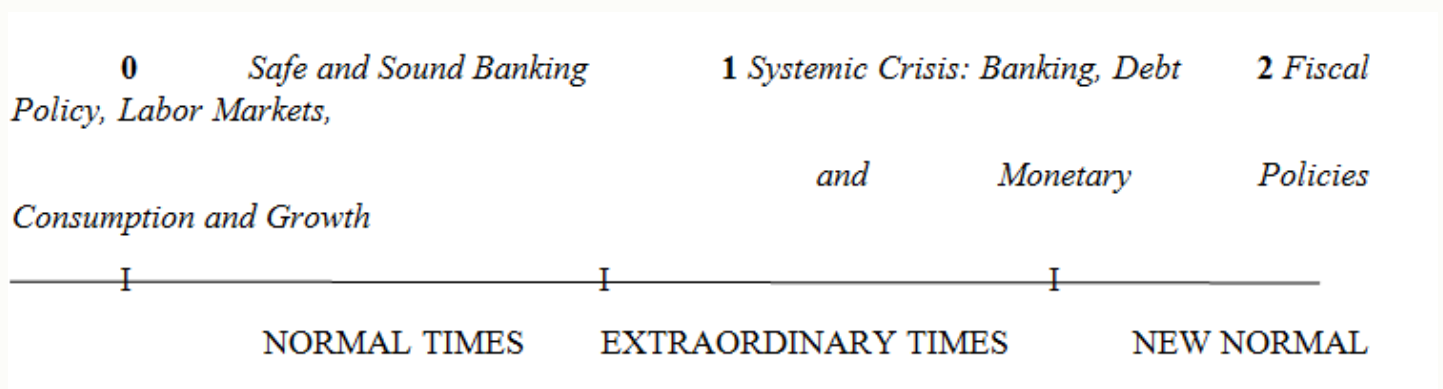 0 Safe and Sound Banking 1 Systemic Crisis: Banking, Debt 2 Fiscal
Policy, Labor Markets,
and Monetary Policies
Consumption and Growth
I I I
NORMAL TIMES EXTRAORDINARY TIMES NEW NORMAL